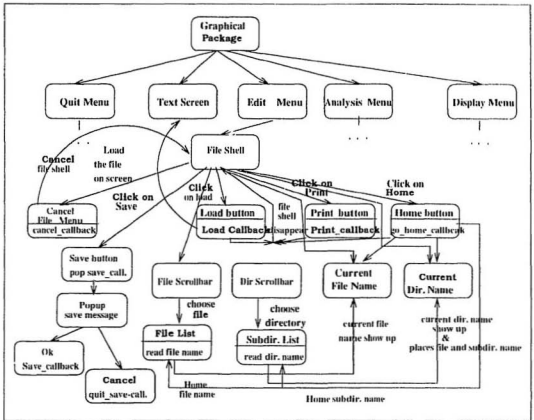 Graphical
Package
Quit Menu
Text Screen
Edit Menu
Analysis Menu
Display Menu
. . .
. . .
. . .
File Shell
Cancel
file shell
Load
the file
on screen
Click on
Save
Click
on load
file
shell
disappear
Click on
Print
Click on
Home
Cancel
File Menu
cancel_callback
Load button
Load Callback
Print button
Print_callback
Home button
go_home_callback
Save button
pop save_call.
File Scrollbar
Dir Scrollbar
Current
File Name
Current
Dir. Name
Popup
save message
choose
file
choose
directory
current file
name show up
current dir. name
show up
&
places file and subdir. name
File List
read file name
Subdir. List
read dir. name
Ok
Save_callback
Cancel
quit_save-call.
Home
file name
Home subdir. name